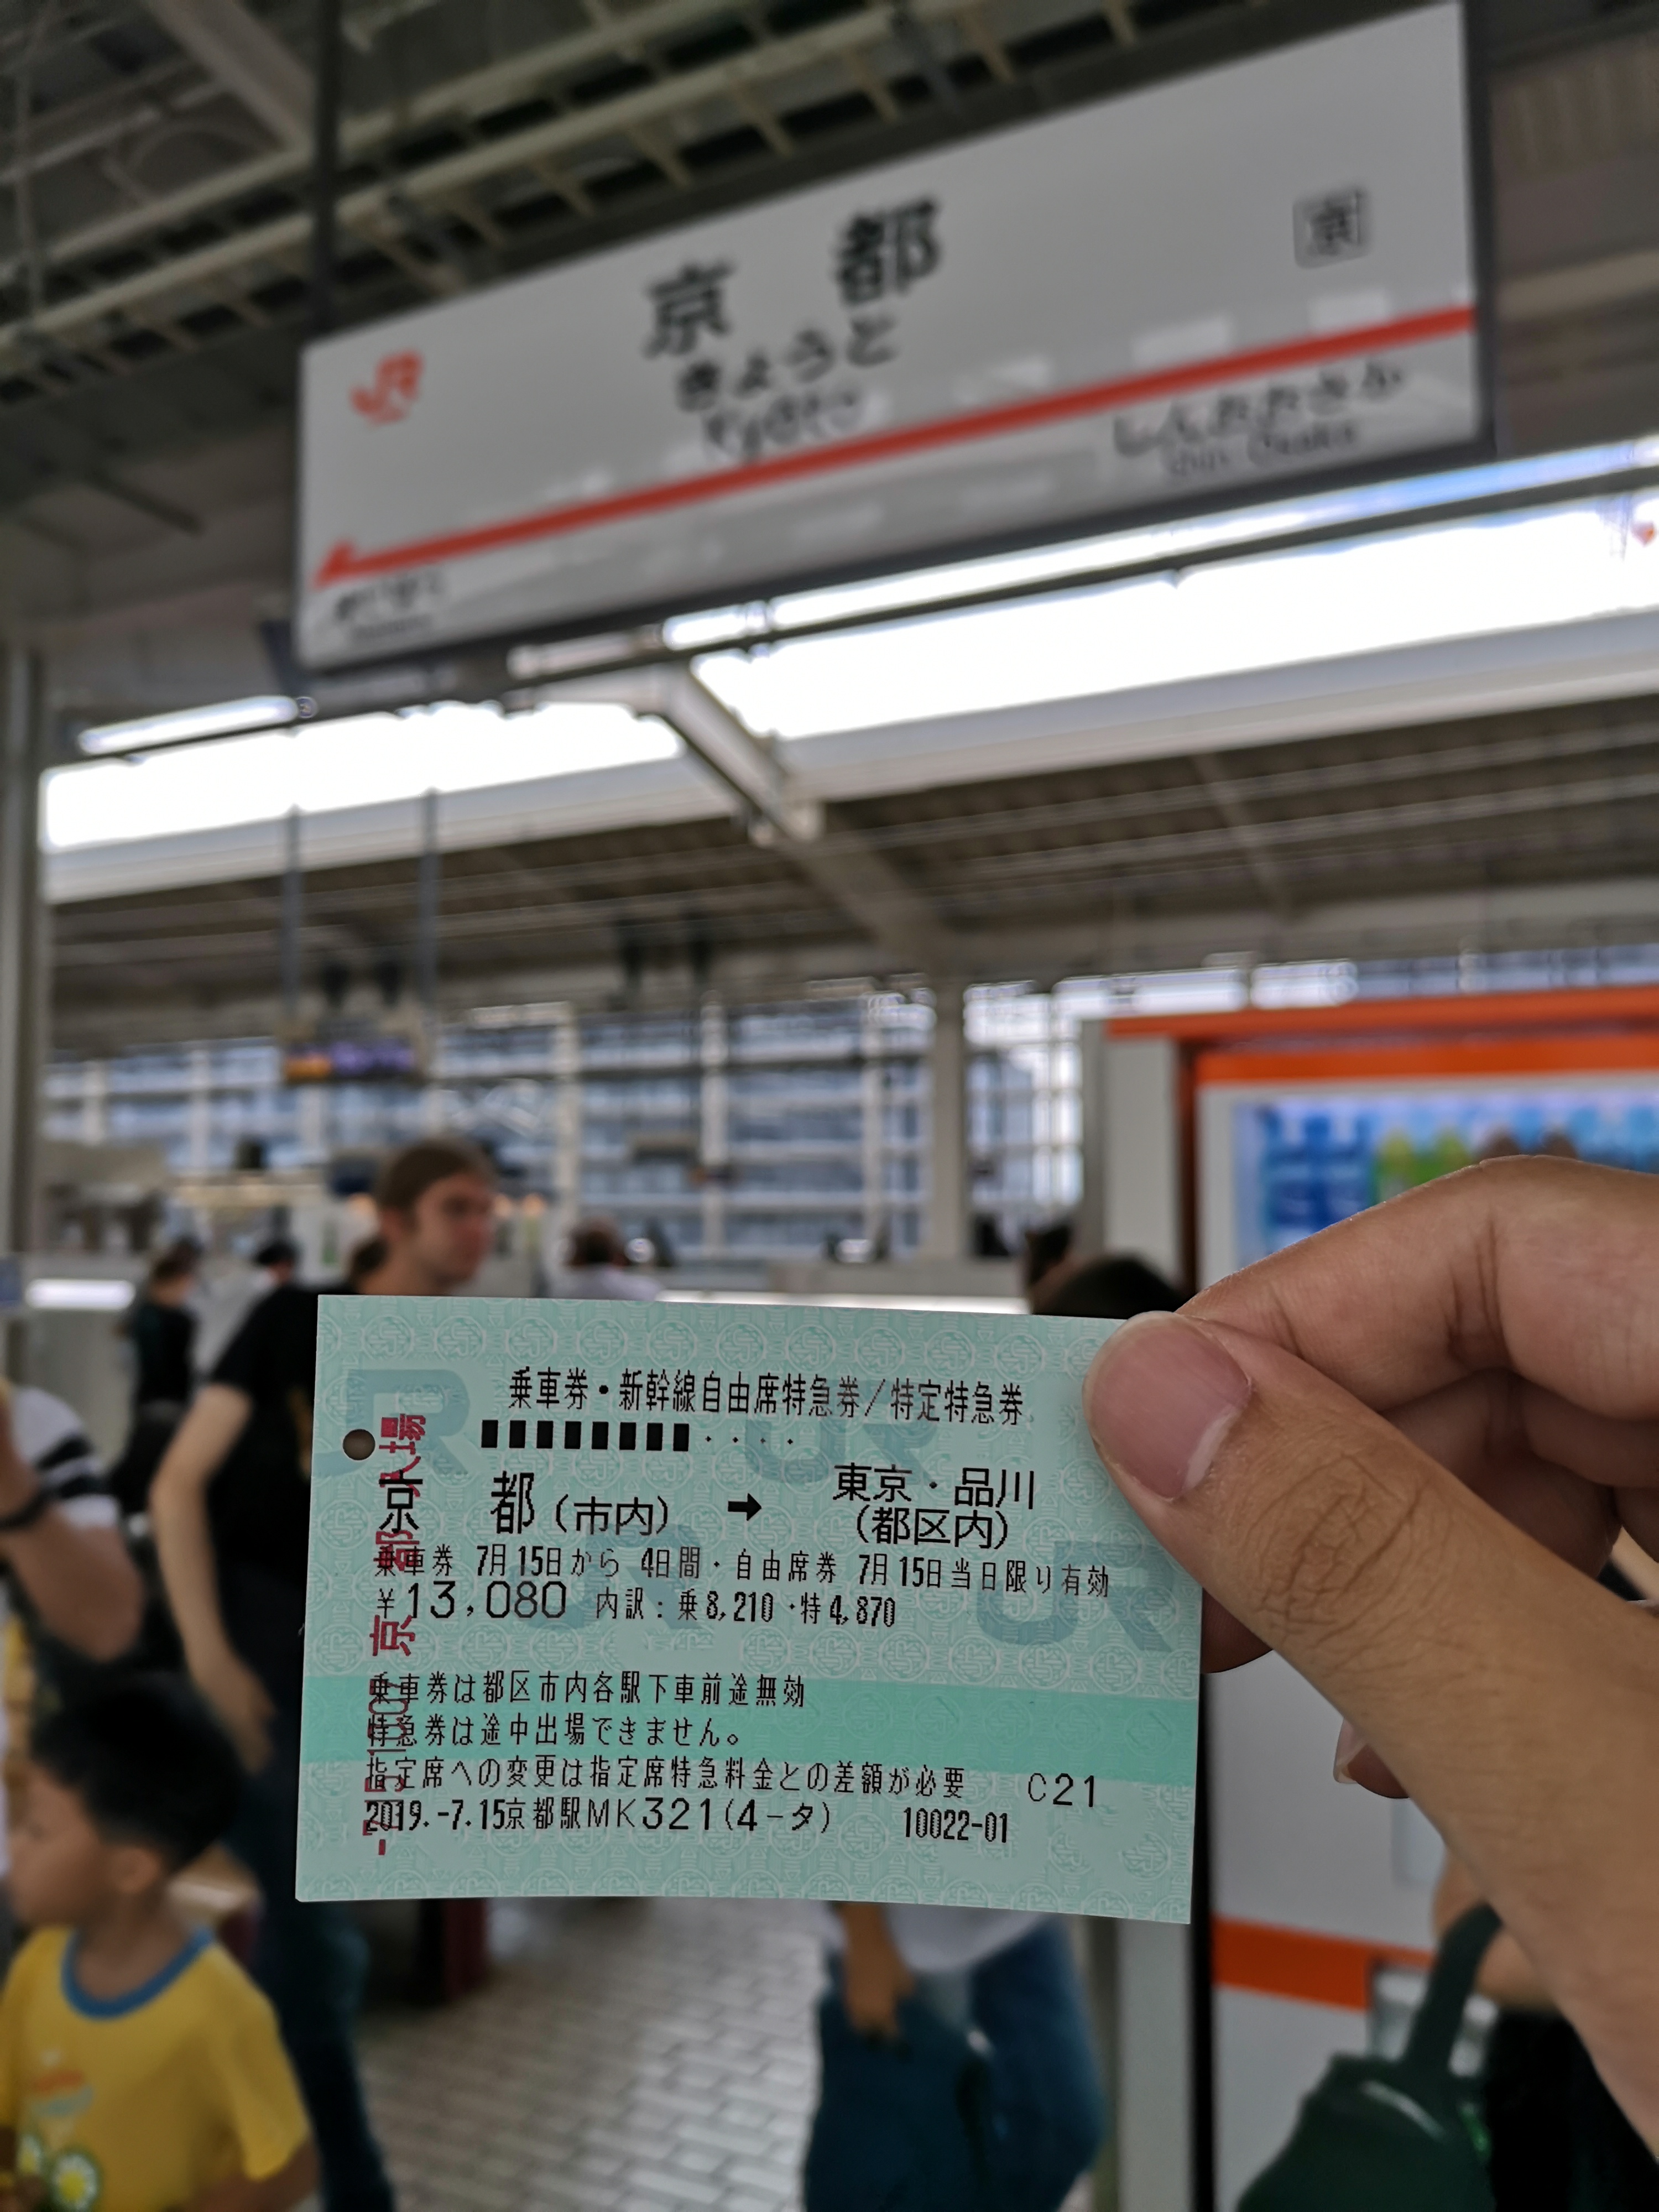 JR
京
京都
きょうと
Kyoto
しんおおさか
Shin-Osaka
乗車券・新幹線自由席特急券/特定特急券
京都(市内) ➡ 東京・品川
(都区内)
乗車券 7月15日から 4日間・自由席券 7月15日当日限り有効
¥13,080 内訳:乗8,210・特4,870
乗車券は都区市内各駅下車前途無効
特急券は途中出場できません。
指定席への変更は指定席特急料金との差額が必要 C21
2019.-7.15京都駅MK321(4-タ) 10022-01
京都 入場